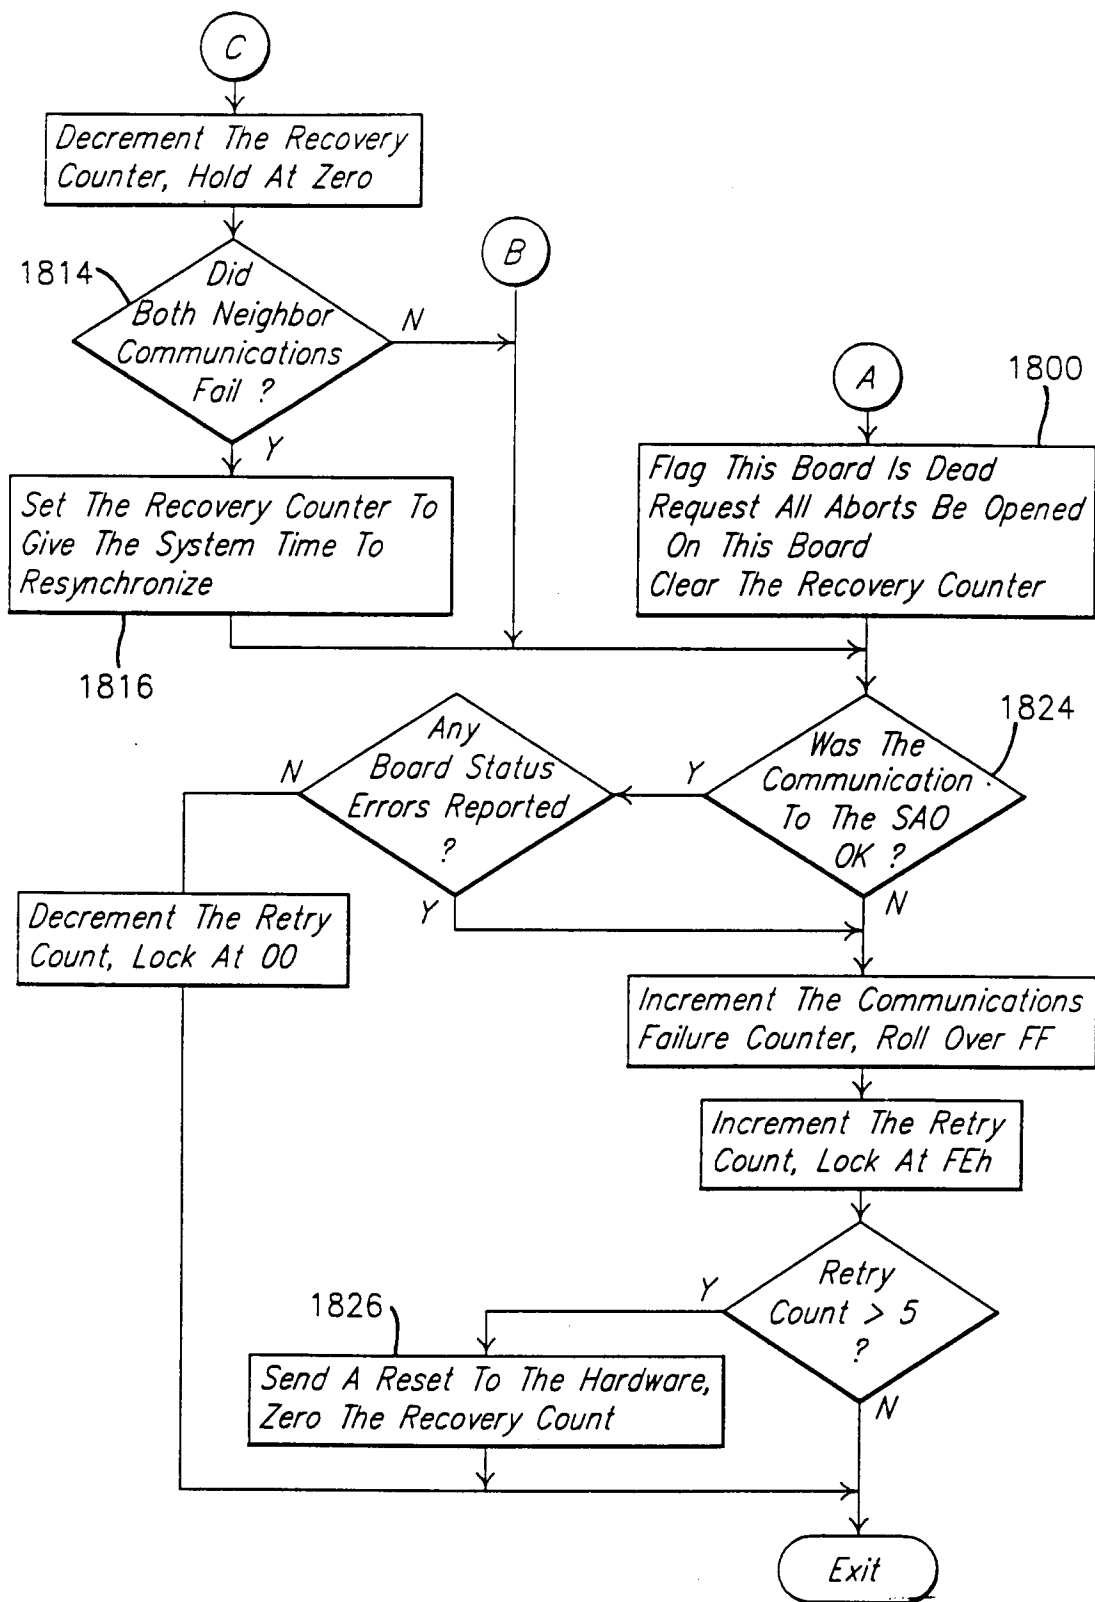 C
Decrement The Recovery
Counter, Hold At Zero
1814
Did
Both Neighbor
Communications
Fail ?
N
Y
B
A
1800
Set The Recovery Counter To
Give The System Time To
Resynchronize
1816
Flag This Board Is Dead
Request All Aborts Be Opened
On This Board
Clear The Recovery Counter
1824
Was The
Communication
To The SAO
OK ?
Y
N
Any
Board Status
Errors Reported
?
N
Y
Decrement The Retry
Count, Lock At 00
Increment The Communications
Failure Counter, Roll Over FF
Increment The Retry
Count, Lock At FEh
Retry
Count > 5
?
Y
N
1826
Send A Reset To The Hardware,
Zero The Recovery Count
Exit